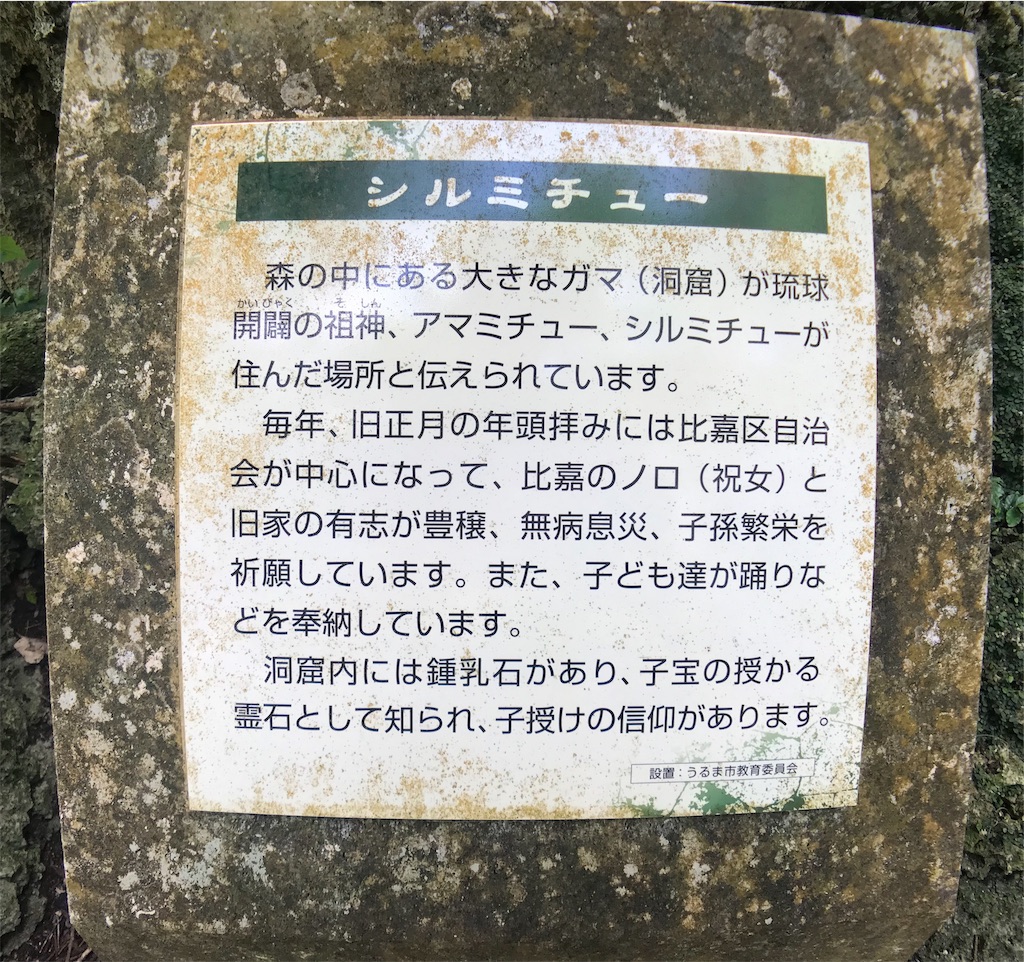 シルミチュー
森の中にある大きなガマ（洞窟）が琉球
かいびゃく そ しん
開闢の祖神、アマミチュー、シルミチューが
住んだ場所と伝えられています。
毎年、旧正月の年頭拝みには比嘉区自治
会が中心になって、比嘉のノロ（祝女）と
旧家の有志が豊穣、無病息災、子孫繁栄を
祈願しています。また、子ども達が踊りな
どを奉納しています。
洞窟内には鍾乳石があり、子宝の授かる
霊石として知られ、子授けの信仰があります。
設置：うるま市教育委員会